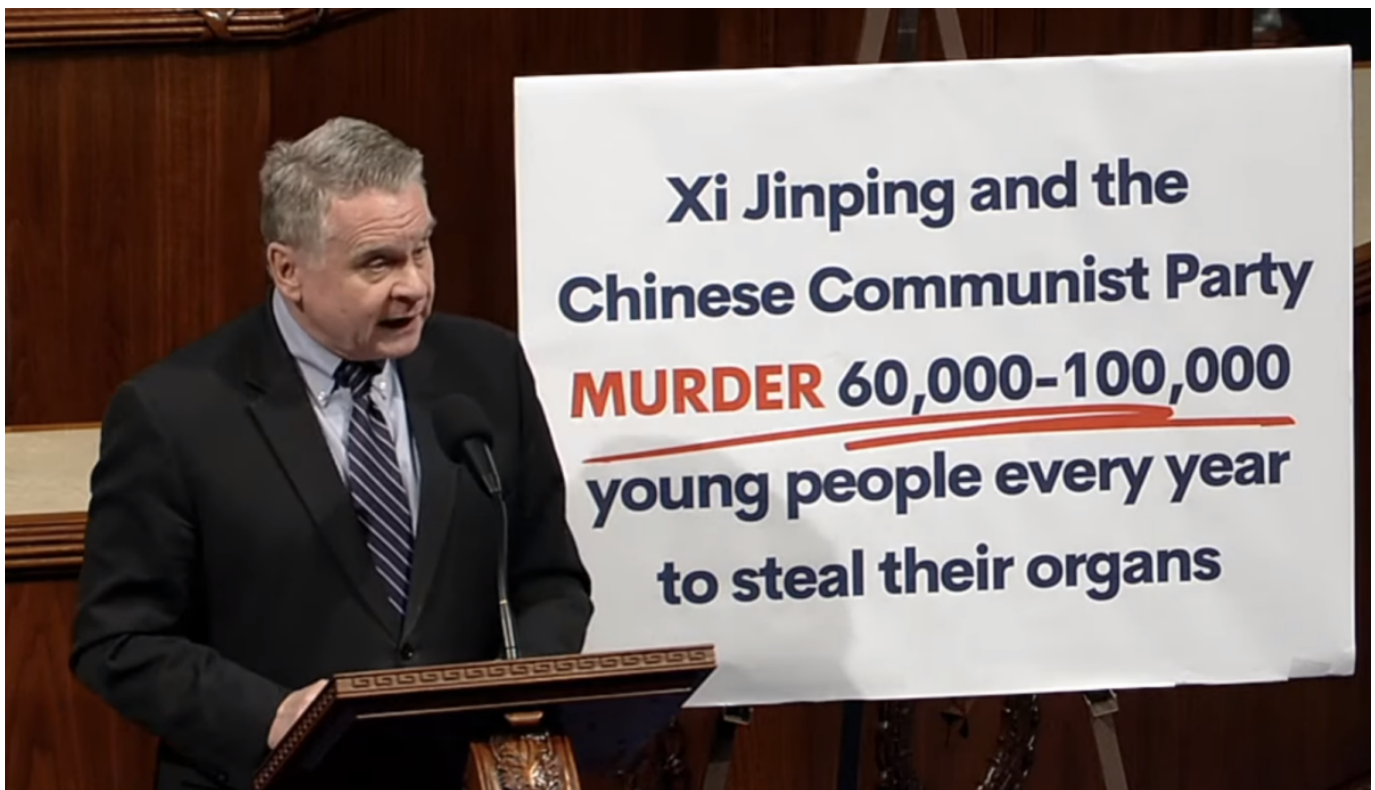 Xi Jinping and the
Chinese Communist Party
MURDER 60,000-100,000
young people every year
to steal their organs